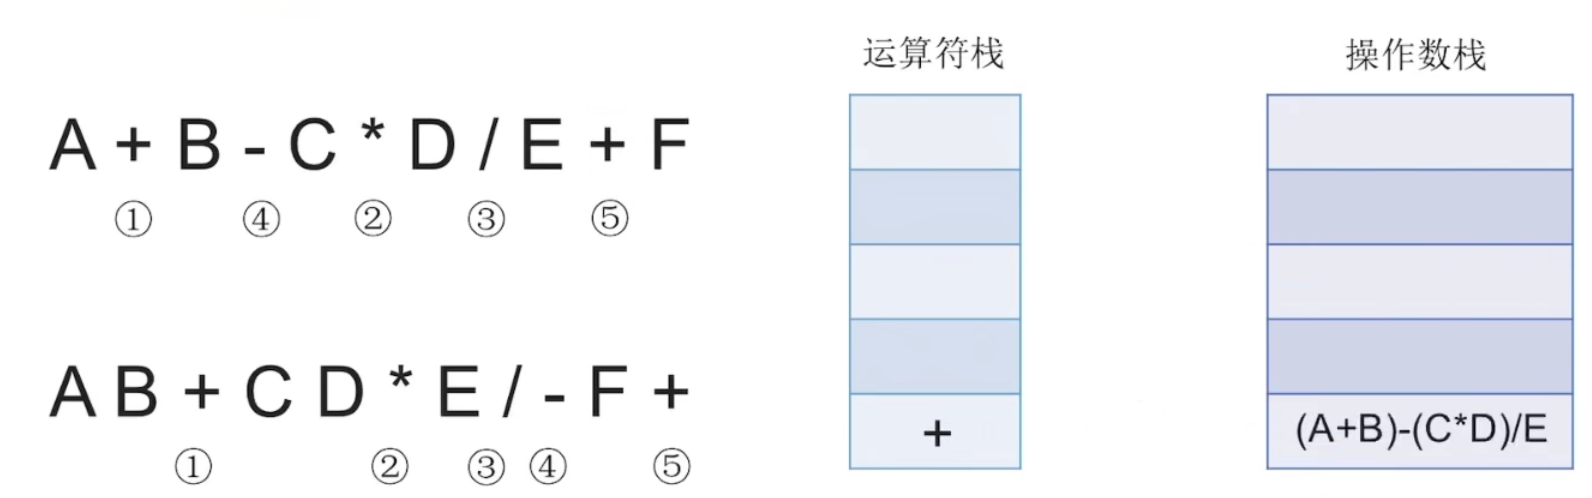 A + B - C * D / E + F
① ④ ② ③ ⑤
A B + C D * E / - F +
① ② ③ ④ ⑤
运算符栈
+
操作数栈
(A+B)-(C*D)/E